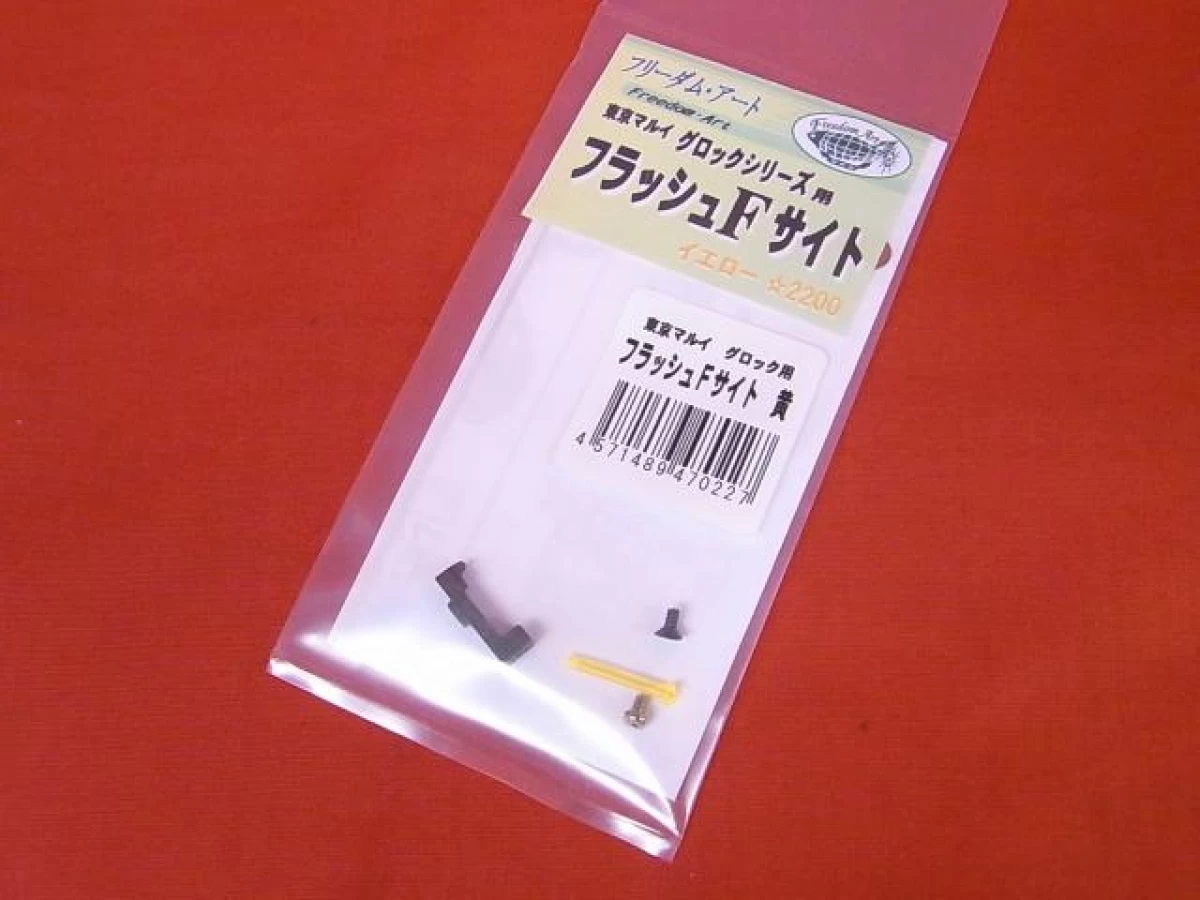 フリーダム・アート
Freedom・Art
Freedom Art
東京マルイ グロックシリーズ用
フラッシュFサイト
イエロー ☆2200
東京マルイ グロック用
フラッシュFサイト 黄
4571489470227